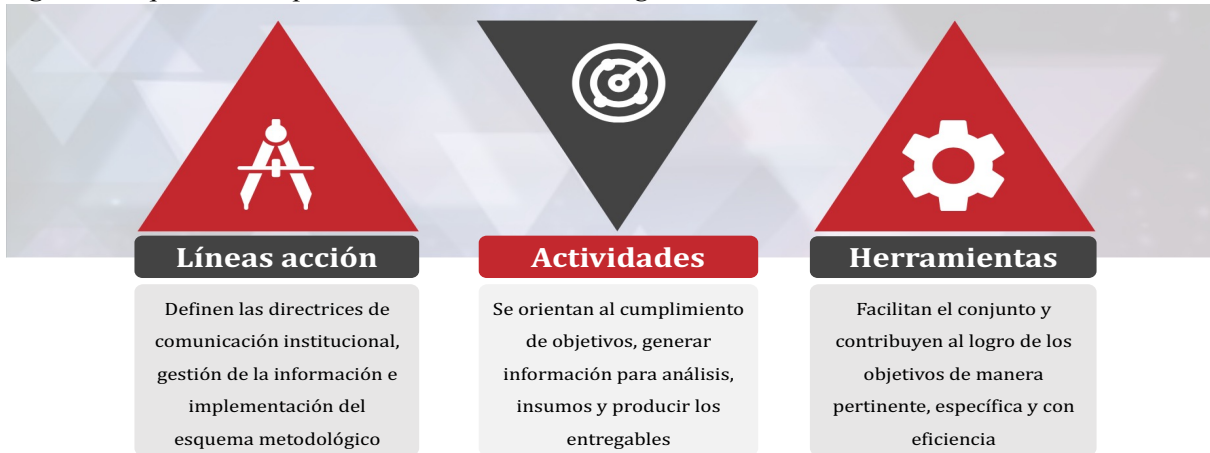 Líneas acción
Definen las directrices de
comunicación institucional,
gestión de la información e
implementación del
esquema metodológico
Actividades
Se orientan al cumplimiento
de objetivos, generar
información para análisis,
insumos y producir los
entregables
Herramientas
Facilitan el conjunto y
contribuyen al logro de los
objetivos de manera
pertinente, específica y con
eficiencia